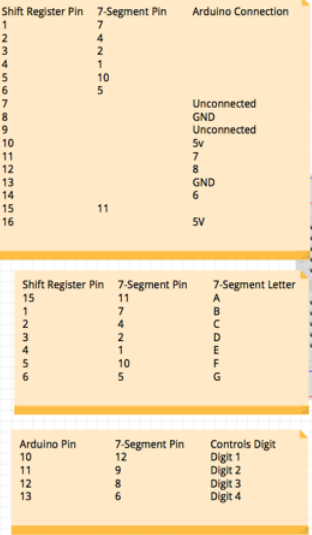 Shift Register Pin 7-Segment Pin Arduino Connection
1 7
2 4
3 2
4 1
5 10
6 5
7 Unconnected
8 GND
9 Unconnected
10 5v
11 7
12 8
13 GND
14 6
15 11
16 5V
Shift Register Pin 7-Segment Pin 7-Segment Letter
15 11 A
1 7 B
2 4 C
3 2 D
4 1 E
5 10 F
6 5 G
Arduino Pin 7-Segment Pin Controls Digit
10 12 Digit 1
11 9 Digit 2
12 8 Digit 3
13 6 Digit 4